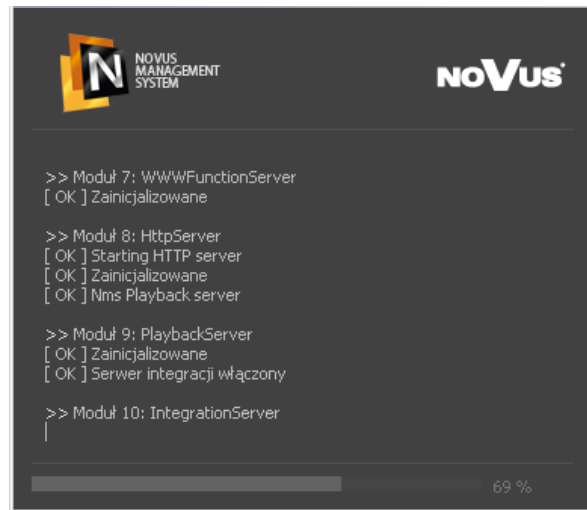 N
NOVUS
MANAGEMENT
SYSTEM
NOVUS
>> Moduł 7: WWWFunctionServer
[ OK ] Zainicjalizowane
>> Moduł 8: HttpServer
[ OK ] Starting HTTP server
[ OK ] Zainicjalizowane
[ OK ] Nms Playback server
>> Moduł 9: PlaybackServer
[ OK ] Zainicjalizowane
[ OK ] Serwer integracji włączony
>> Moduł 10: IntegrationServer
69 %